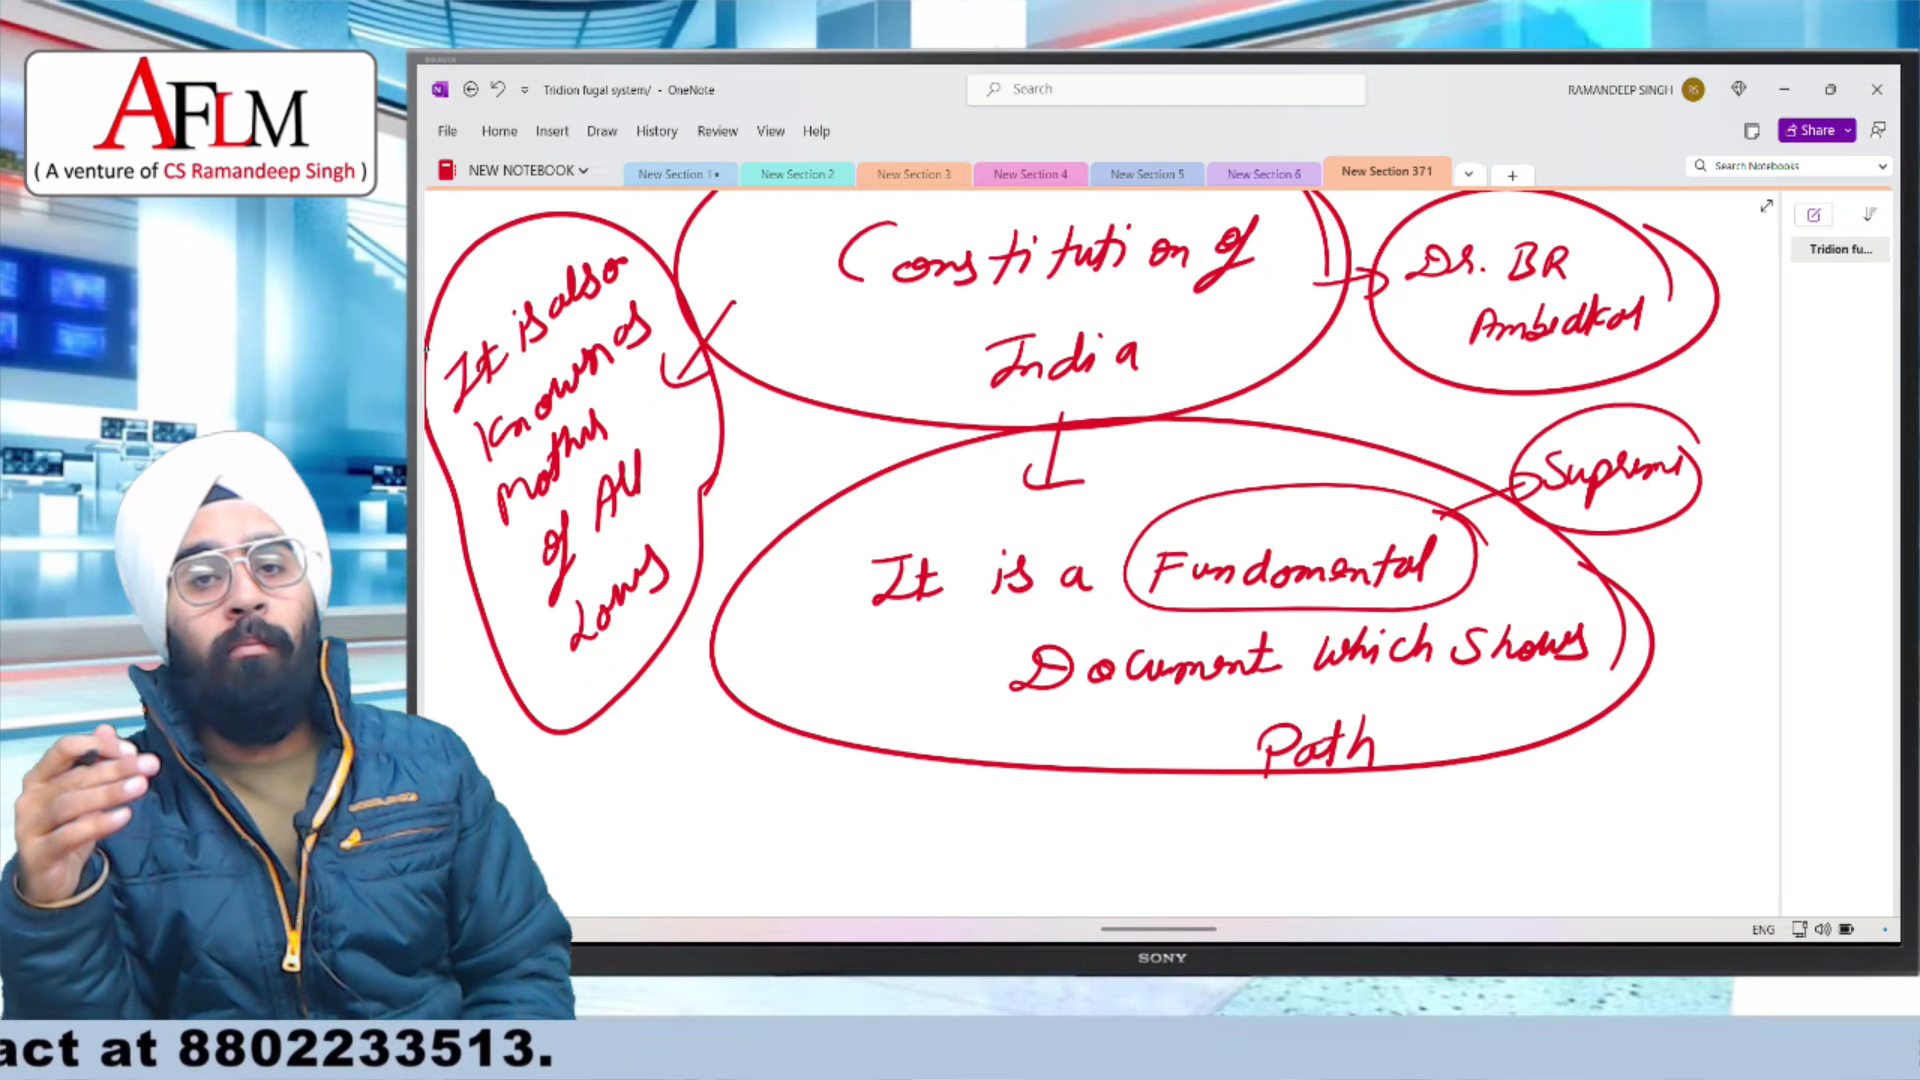 AFLM
( A venture of CS Ramandeep Singh )
BRAVIA
Tridion fugal system/ - OneNote
Search
RAMANDEEP SINGH
RS
File Home Insert Draw History Review View Help
Share
NEW NOTEBOOK
New Section 1
New Section 2
New Section 3
New Section 4
New Section 5
New Section 6
New Section 371
+
Search Notebooks
Tridion fu...
Constitution of
India
Dr. BR
Ambedkar
It is also
Known as
Mother
of All
Laws
Supreme
It is a Fundomental
Document Which Shows
Path
ENG
SONY
act at 8802233513.